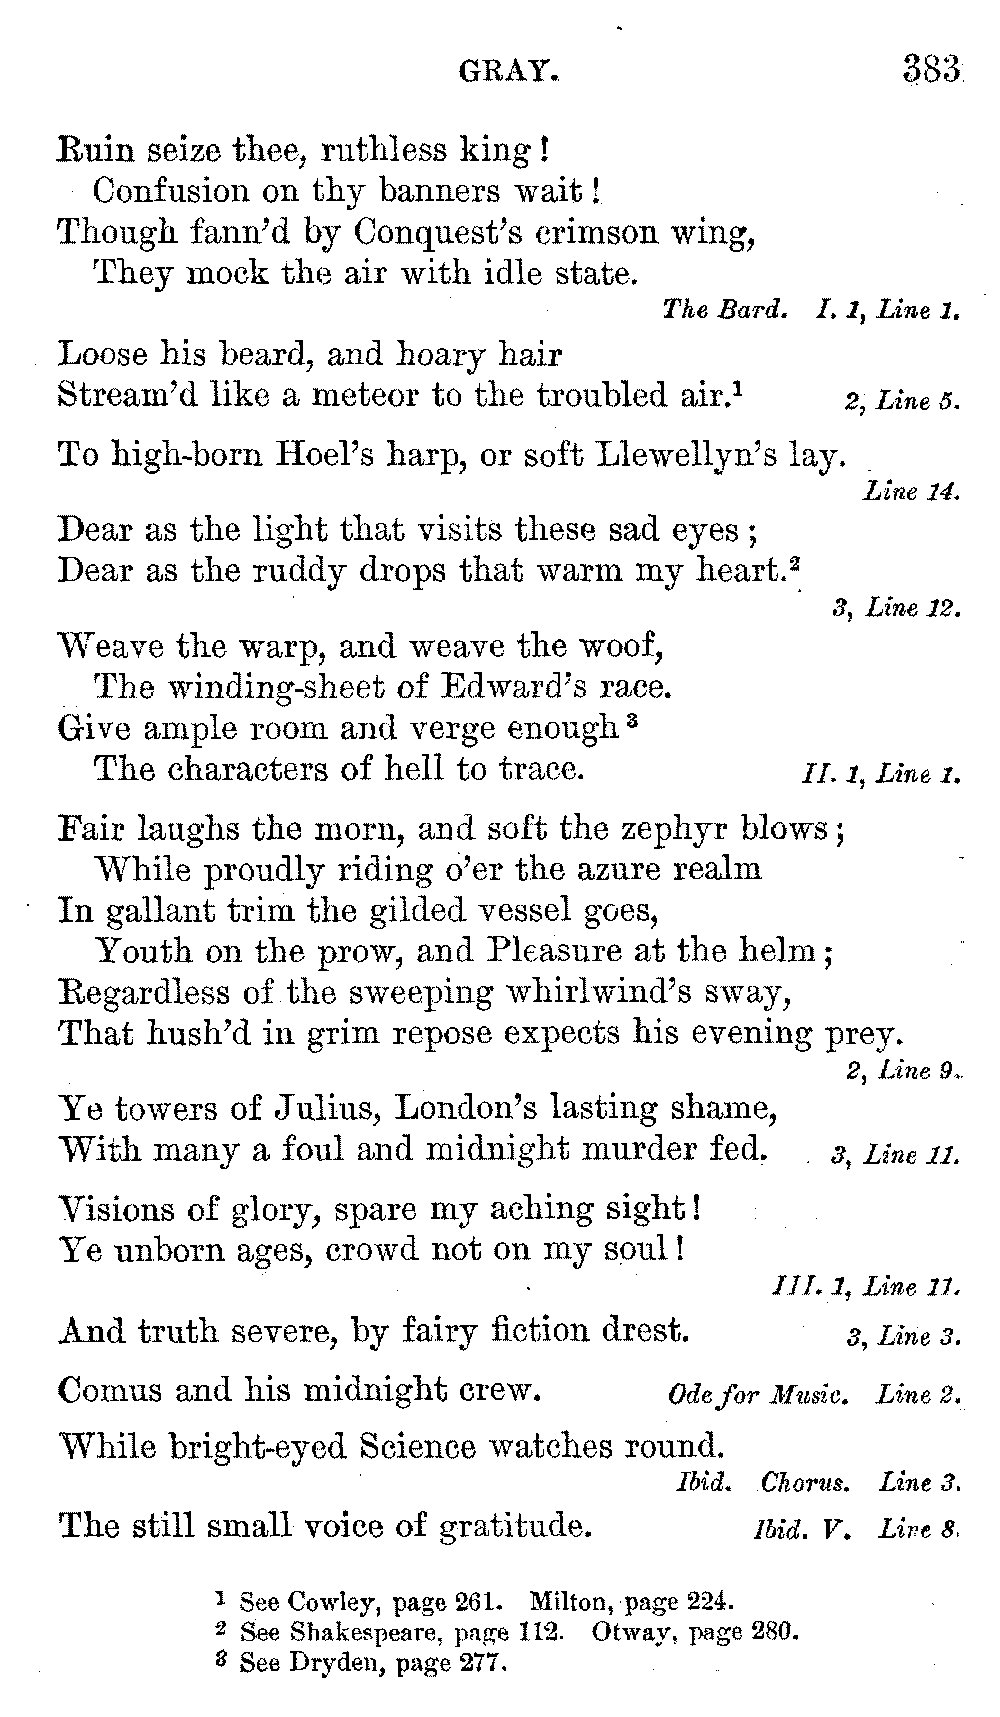 GRAY. 383
Ruin seize thee, ruthless king!
Confusion on thy banners wait!
Though fann'd by Conquest's crimson wing,
They mock the air with idle state.
The Bard. I. 1, Line 1.
Loose his beard, and hoary hair
Stream'd like a meteor to the troubled air.¹ 2, Line 5.
To high-born Hoel's harp, or soft Llewellyn's lay.
Line 14.
Dear as the light that visits these sad eyes;
Dear as the ruddy drops that warm my heart.²
3, Line 12.
Weave the warp, and weave the woof,
The winding-sheet of Edward's race.
Give ample room and verge enough³
The characters of hell to trace. II. 1, Line 1.
Fair laughs the morn, and soft the zephyr blows;
While proudly riding o'er the azure realm
In gallant trim the gilded vessel goes,
Youth on the prow, and Pleasure at the helm;
Regardless of the sweeping whirlwind's sway,
That hush'd in grim repose expects his evening prey.
2, Line 9.
Ye towers of Julius, London's lasting shame,
With many a foul and midnight murder fed. 3, Line 11.
Visions of glory, spare my aching sight!
Ye unborn ages, crowd not on my soul!
III. 1, Line 11.
And truth severe, by fairy fiction drest. 3, Line 3.
Comus and his midnight crew. Ode for Music. Line 2.
While bright-eyed Science watches round.
Ibid. Chorus. Line 3.
The still small voice of gratitude. Ibid. V. Line 8.
¹ See Cowley, page 261. Milton, page 224.
² See Shakespeare, page 112. Otway, page 280.
³ See Dryden, page 277.